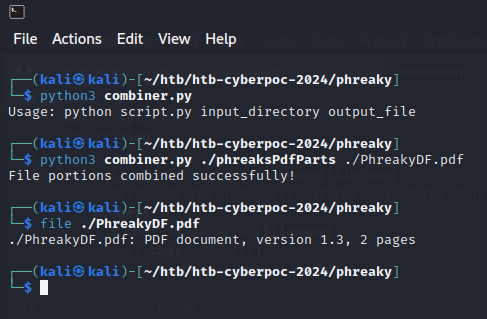 File Actions Edit View Help
┌──(kali㉿kali)-[~/htb/htb-cyberpoc-2024/phreaky]
└─$ python3 combiner.py
Usage: python script.py input_directory output_file
┌──(kali㉿kali)-[~/htb/htb-cyberpoc-2024/phreaky]
└─$ python3 combiner.py ./phreaksPdfParts ./PhreakyDF.pdf
File portions combined successfully!
┌──(kali㉿kali)-[~/htb/htb-cyberpoc-2024/phreaky]
└─$ file ./PhreakyDF.pdf
./PhreakyDF.pdf: PDF document, version 1.3, 2 pages
┌──(kali㉿kali)-[~/htb/htb-cyberpoc-2024/phreaky]
└─$